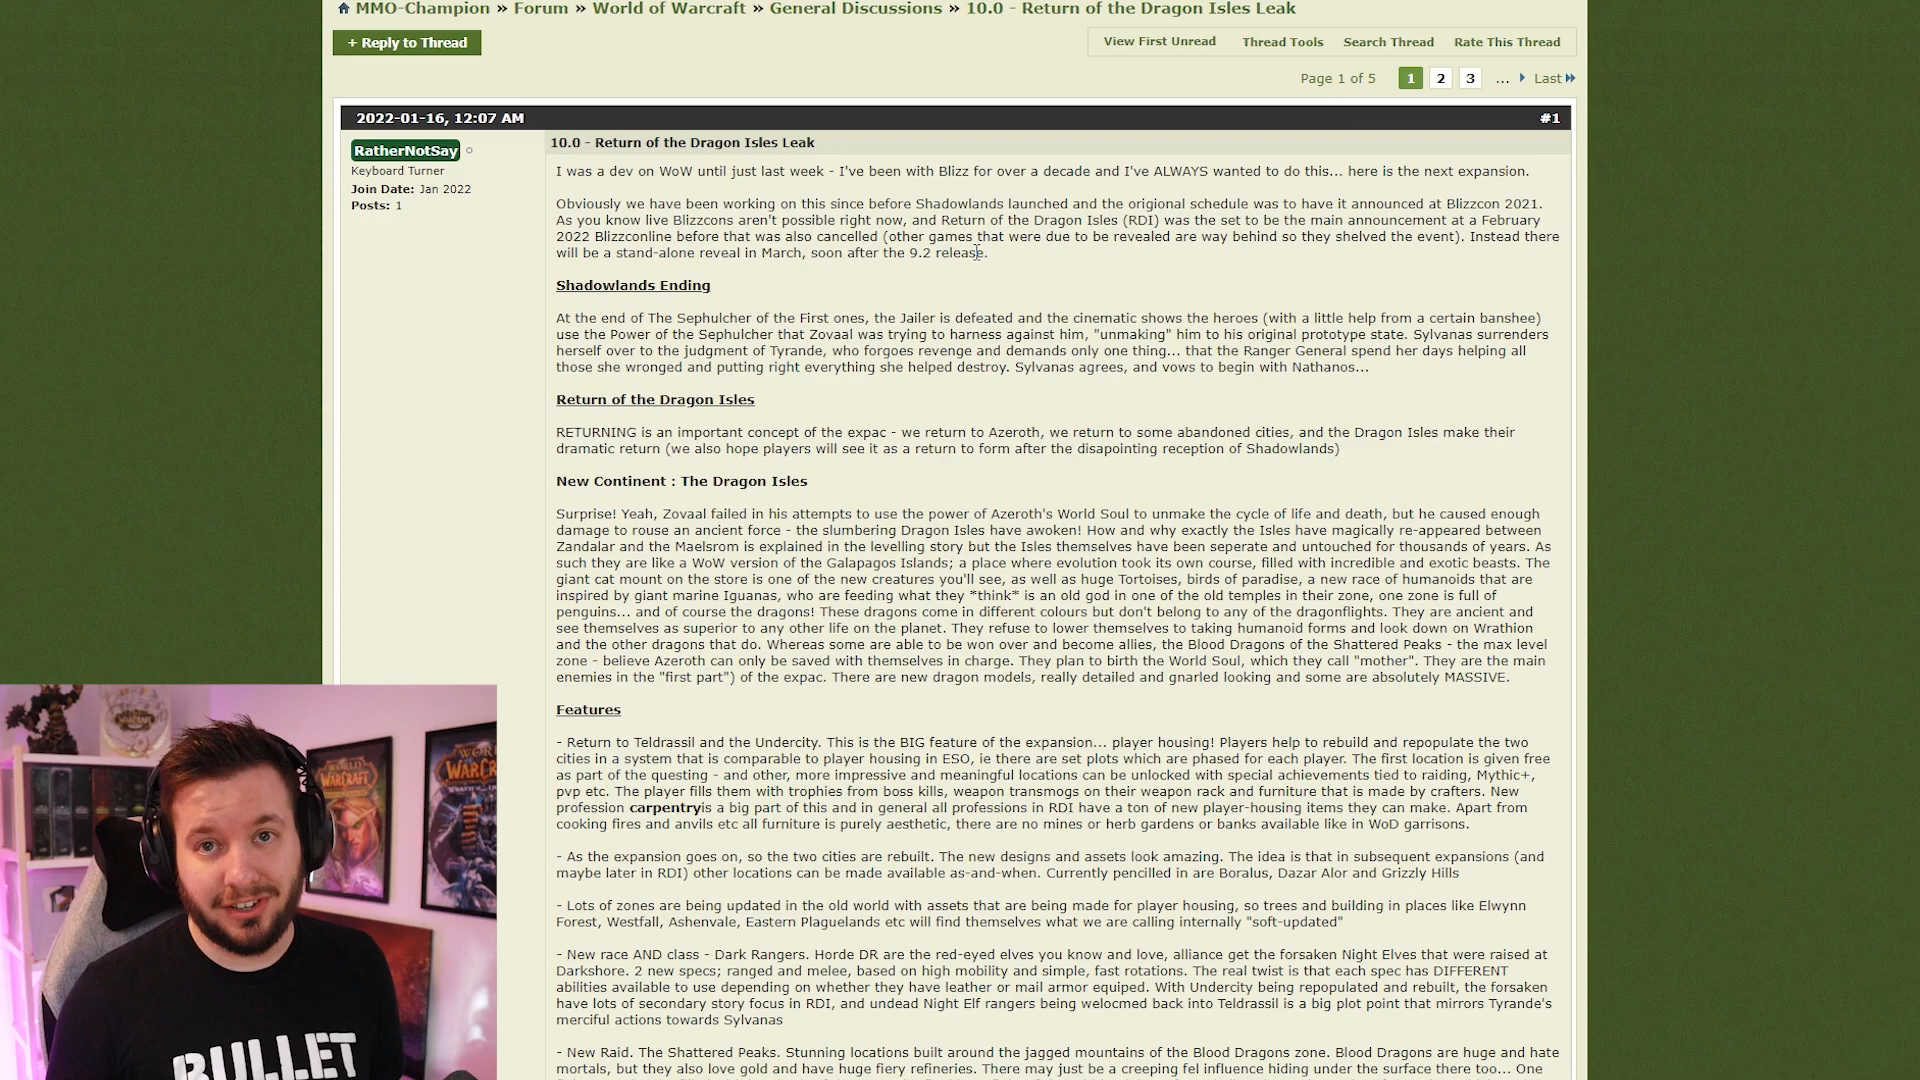 MMO-Champion » Forum » World of Warcraft » General Discussions » 10.0 - Return of the Dragon Isles Leak
+ Reply to Thread
View First Unread Thread Tools Search Thread Rate This Thread
Page 1 of 5 1 2 3 ... Last
2022-01-16, 12:07 AM #1
RatherNotSay
Keyboard Turner
Join Date: Jan 2022
Posts: 1
10.0 - Return of the Dragon Isles Leak
I was a dev on WoW until just last week - I've been with Blizz for over a decade and I've ALWAYS wanted to do this... here is the next expansion.
Obviously we have been working on this since before Shadowlands launched and the origional schedule was to have it announced at Blizzcon 2021.
As you know live Blizzcons aren't possible right now, and Return of the Dragon Isles (RDI) was the set to be the main announcement at a February
2022 Blizzconline before that was also cancelled (other games that were due to be revealed are way behind so they shelved the event). Instead there
will be a stand-alone reveal in March, soon after the 9.2 release.
Shadowlands Ending
At the end of The Sephulcher of the First ones, the Jailer is defeated and the cinematic shows the heroes (with a little help from a certain banshee)
use the Power of the Sephulcher that Zovaal was trying to harness against him, "unmaking" him to his original prototype state. Sylvanas surrenders
herself over to the judgment of Tyrande, who forgoes revenge and demands only one thing... that the Ranger General spend her days helping all
those she wronged and putting right everything she helped destroy. Sylvanas agrees, and vows to begin with Nathanos...
Return of the Dragon Isles
RETURNING is an important concept of the expac - we return to Azeroth, we return to some abandoned cities, and the Dragon Isles make their
dramatic return (we also hope players will see it as a return to form after the disapointing reception of Shadowlands)
New Continent : The Dragon Isles
Surprise! Yeah, Zovaal failed in his attempts to use the power of Azeroth's World Soul to unmake the cycle of life and death, but he caused enough
damage to rouse an ancient force - the slumbering Dragon Isles have awoken! How and why exactly the Isles have magically re-appeared between
Zandalar and the Maelsrom is explained in the levelling story but the Isles themselves have been seperate and untouched for thousands of years. As
such they are like a WoW version of the Galapagos Islands; a place where evolution took its own course, filled with incredible and exotic beasts. The
giant cat mount on the store is one of the new creatures you'll see, as well as huge Tortoises, birds of paradise, a new race of humanoids that are
inspired by giant marine Iguanas, who are feeding what they *think* is an old god in one of the old temples in their zone, one zone is full of
penguins... and of course the dragons! These dragons come in different colours but don't belong to any of the dragonflights. They are ancient and
see themselves as superior to any other life on the planet. They refuse to lower themselves to taking humanoid forms and look down on Wrathion
and the other dragons that do. Whereas some are able to be won over and become allies, the Blood Dragons of the Shattered Peaks - the max level
zone - believe Azeroth can only be saved with themselves in charge. They plan to birth the World Soul, which they call "mother". They are the main
enemies in the "first part") of the expac. There are new dragon models, really detailed and gnarled looking and some are absolutely MASSIVE.
Features
- Return to Teldrassil and the Undercity. This is the BIG feature of the expansion... player housing! Players help to rebuild and repopulate the two
cities in a system that is comparable to player housing in ESO, ie there are set plots which are phased for each player. The first location is given free
as part of the questing - and other, more impressive and meaningful locations can be unlocked with special achievements tied to raiding, Mythic+,
pvp etc. The player fills them with trophies from boss kills, weapon transmogs on their weapon rack and furniture that is made by crafters. New
profession carpentryis a big part of this and in general all professions in RDI have a ton of new player-housing items they can make. Apart from
cooking fires and anvils etc all furniture is purely aesthetic, there are no mines or herb gardens or banks available like in WoD garrisons.
- As the expansion goes on, so the two cities are rebuilt. The new designs and assets look amazing. The idea is that in subsequent expansions (and
maybe later in RDI) other locations can be made available as-and-when. Currently pencilled in are Boralus, Dazar Alor and Grizzly Hills
- Lots of zones are being updated in the old world with assets that are being made for player housing, so trees and building in places like Elwynn
Forest, Westfall, Ashenvale, Eastern Plaguelands etc will find themselves what we are calling internally "soft-updated"
- New race AND class - Dark Rangers. Horde DR are the red-eyed elves you know and love, alliance get the forsaken Night Elves that were raised at
Darkshore. 2 new specs; ranged and melee, based on high mobility and simple, fast rotations. The real twist is that each spec has DIFFERENT
abilities available to use depending on whether they have leather or mail armor equiped. With Undercity being repopulated and rebuilt, the forsaken
have lots of secondary story focus in RDI, and undead Night Elf rangers being welocmed back into Teldrassil is a big plot point that mirrors Tyrande's
merciful actions towards Sylvanas
- New Raid. The Shattered Peaks. Stunning locations built around the jagged mountains of the Blood Dragons zone. Blood Dragons are huge and hate
mortals, but they also love gold and have huge fiery refineries. There may just be a creeping fel influence hiding under the surface there too... One
WARCRAFT
BULLET